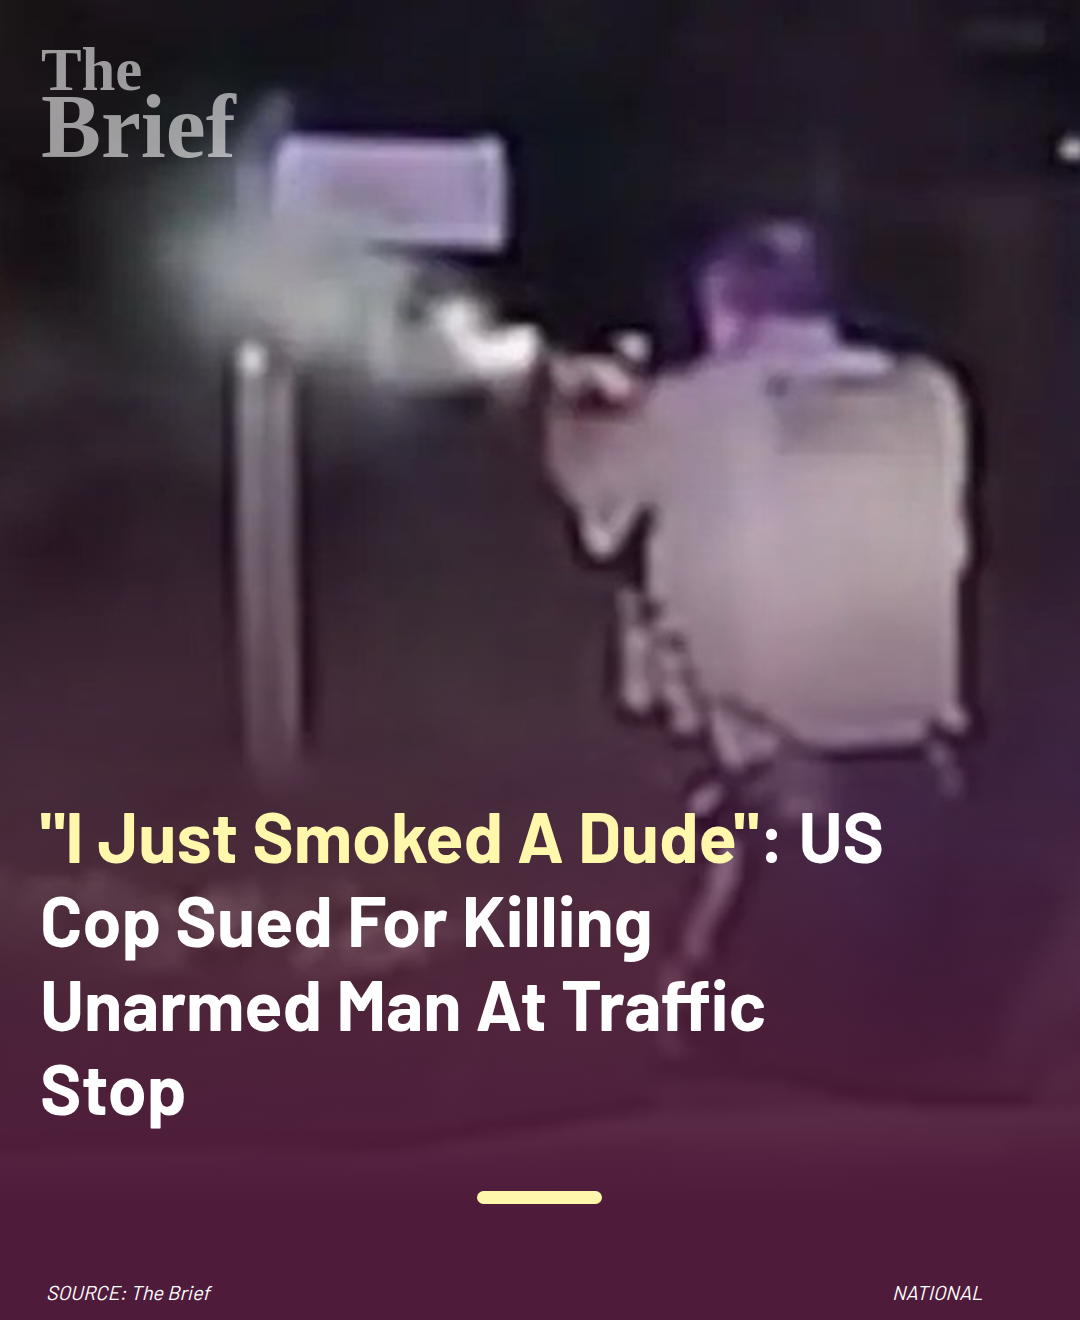 The
Brief
"I Just Smoked A Dude": US
Cop Sued For Killing
Unarmed Man At Traffic
Stop
SOURCE: The Brief
NATIONAL